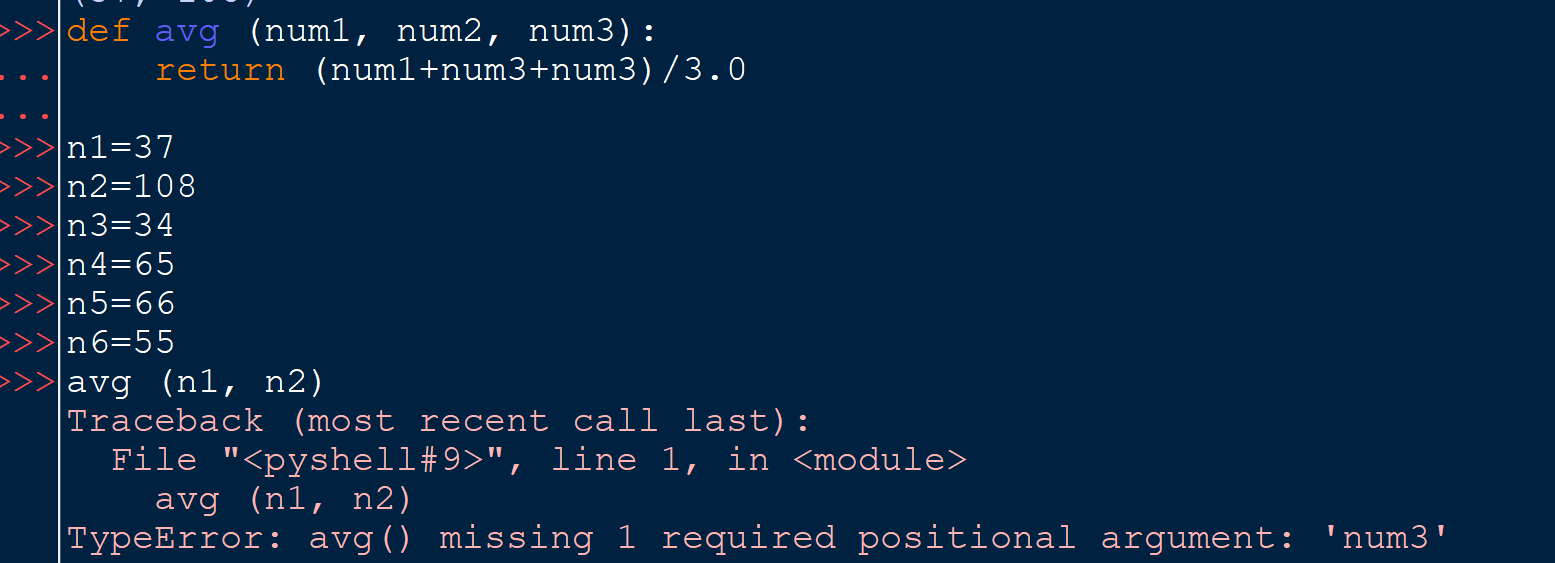 >>> def avg (num1, num2, num3):
...     return (num1+num3+num3)/3.0
...
>>> n1=37
>>> n2=108
>>> n3=34
>>> n4=65
>>> n5=66
>>> n6=55
>>> avg (n1, n2)
Traceback (most recent call last):
  File "<pyshell#9>", line 1, in <module>
    avg (n1, n2)
TypeError: avg() missing 1 required positional argument: 'num3'